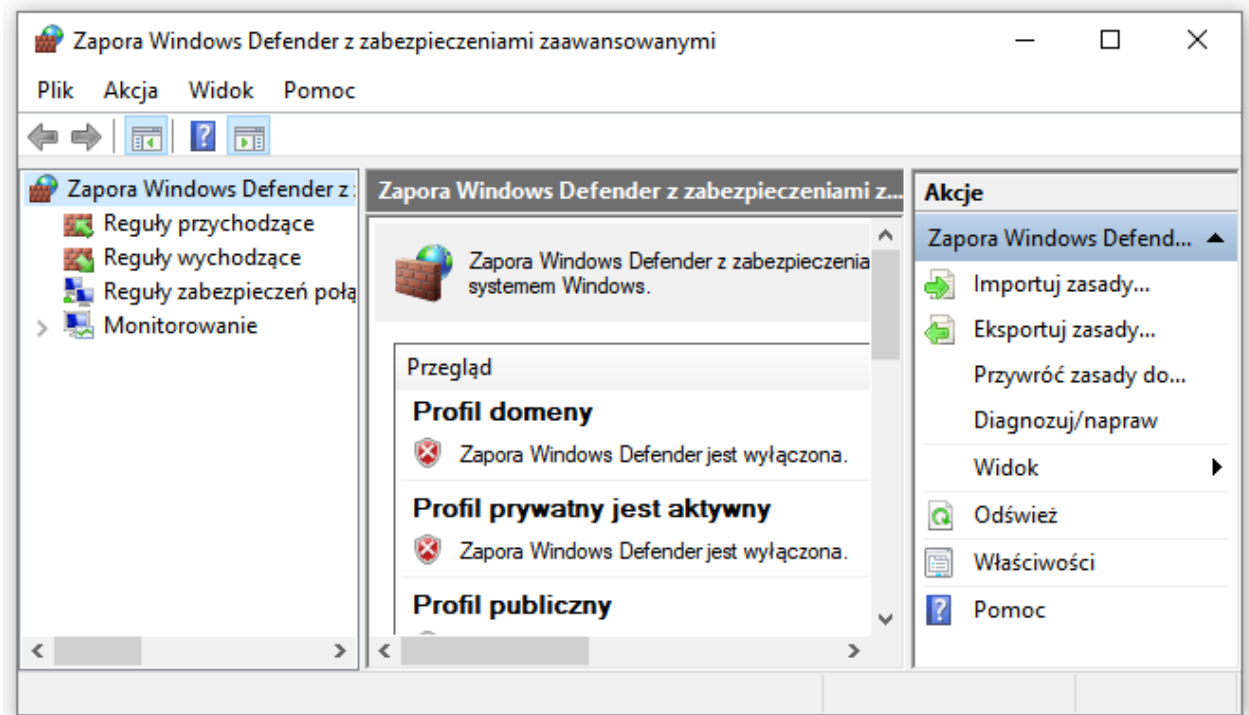 Zapora Windows Defender z zabezpieczeniami zaawansowanymi
Plik Akcja Widok Pomoc
Zapora Windows Defender z
Reguły przychodzące
Reguły wychodzące
Reguły zabezpieczeń połą
Monitorowanie
Zapora Windows Defender z zabezpieczeniami z...
Zapora Windows Defender z zabezpieczenia
systemem Windows.
Przegląd
Profil domeny
Zapora Windows Defender jest wyłączona.
Profil prywatny jest aktywny
Zapora Windows Defender jest wyłączona.
Profil publiczny
Akcje
Zapora Windows Defend...
Importuj zasady...
Eksportuj zasady...
Przywróć zasady do...
Diagnozuj/napraw
Widok
Odśwież
Właściwości
Pomoc